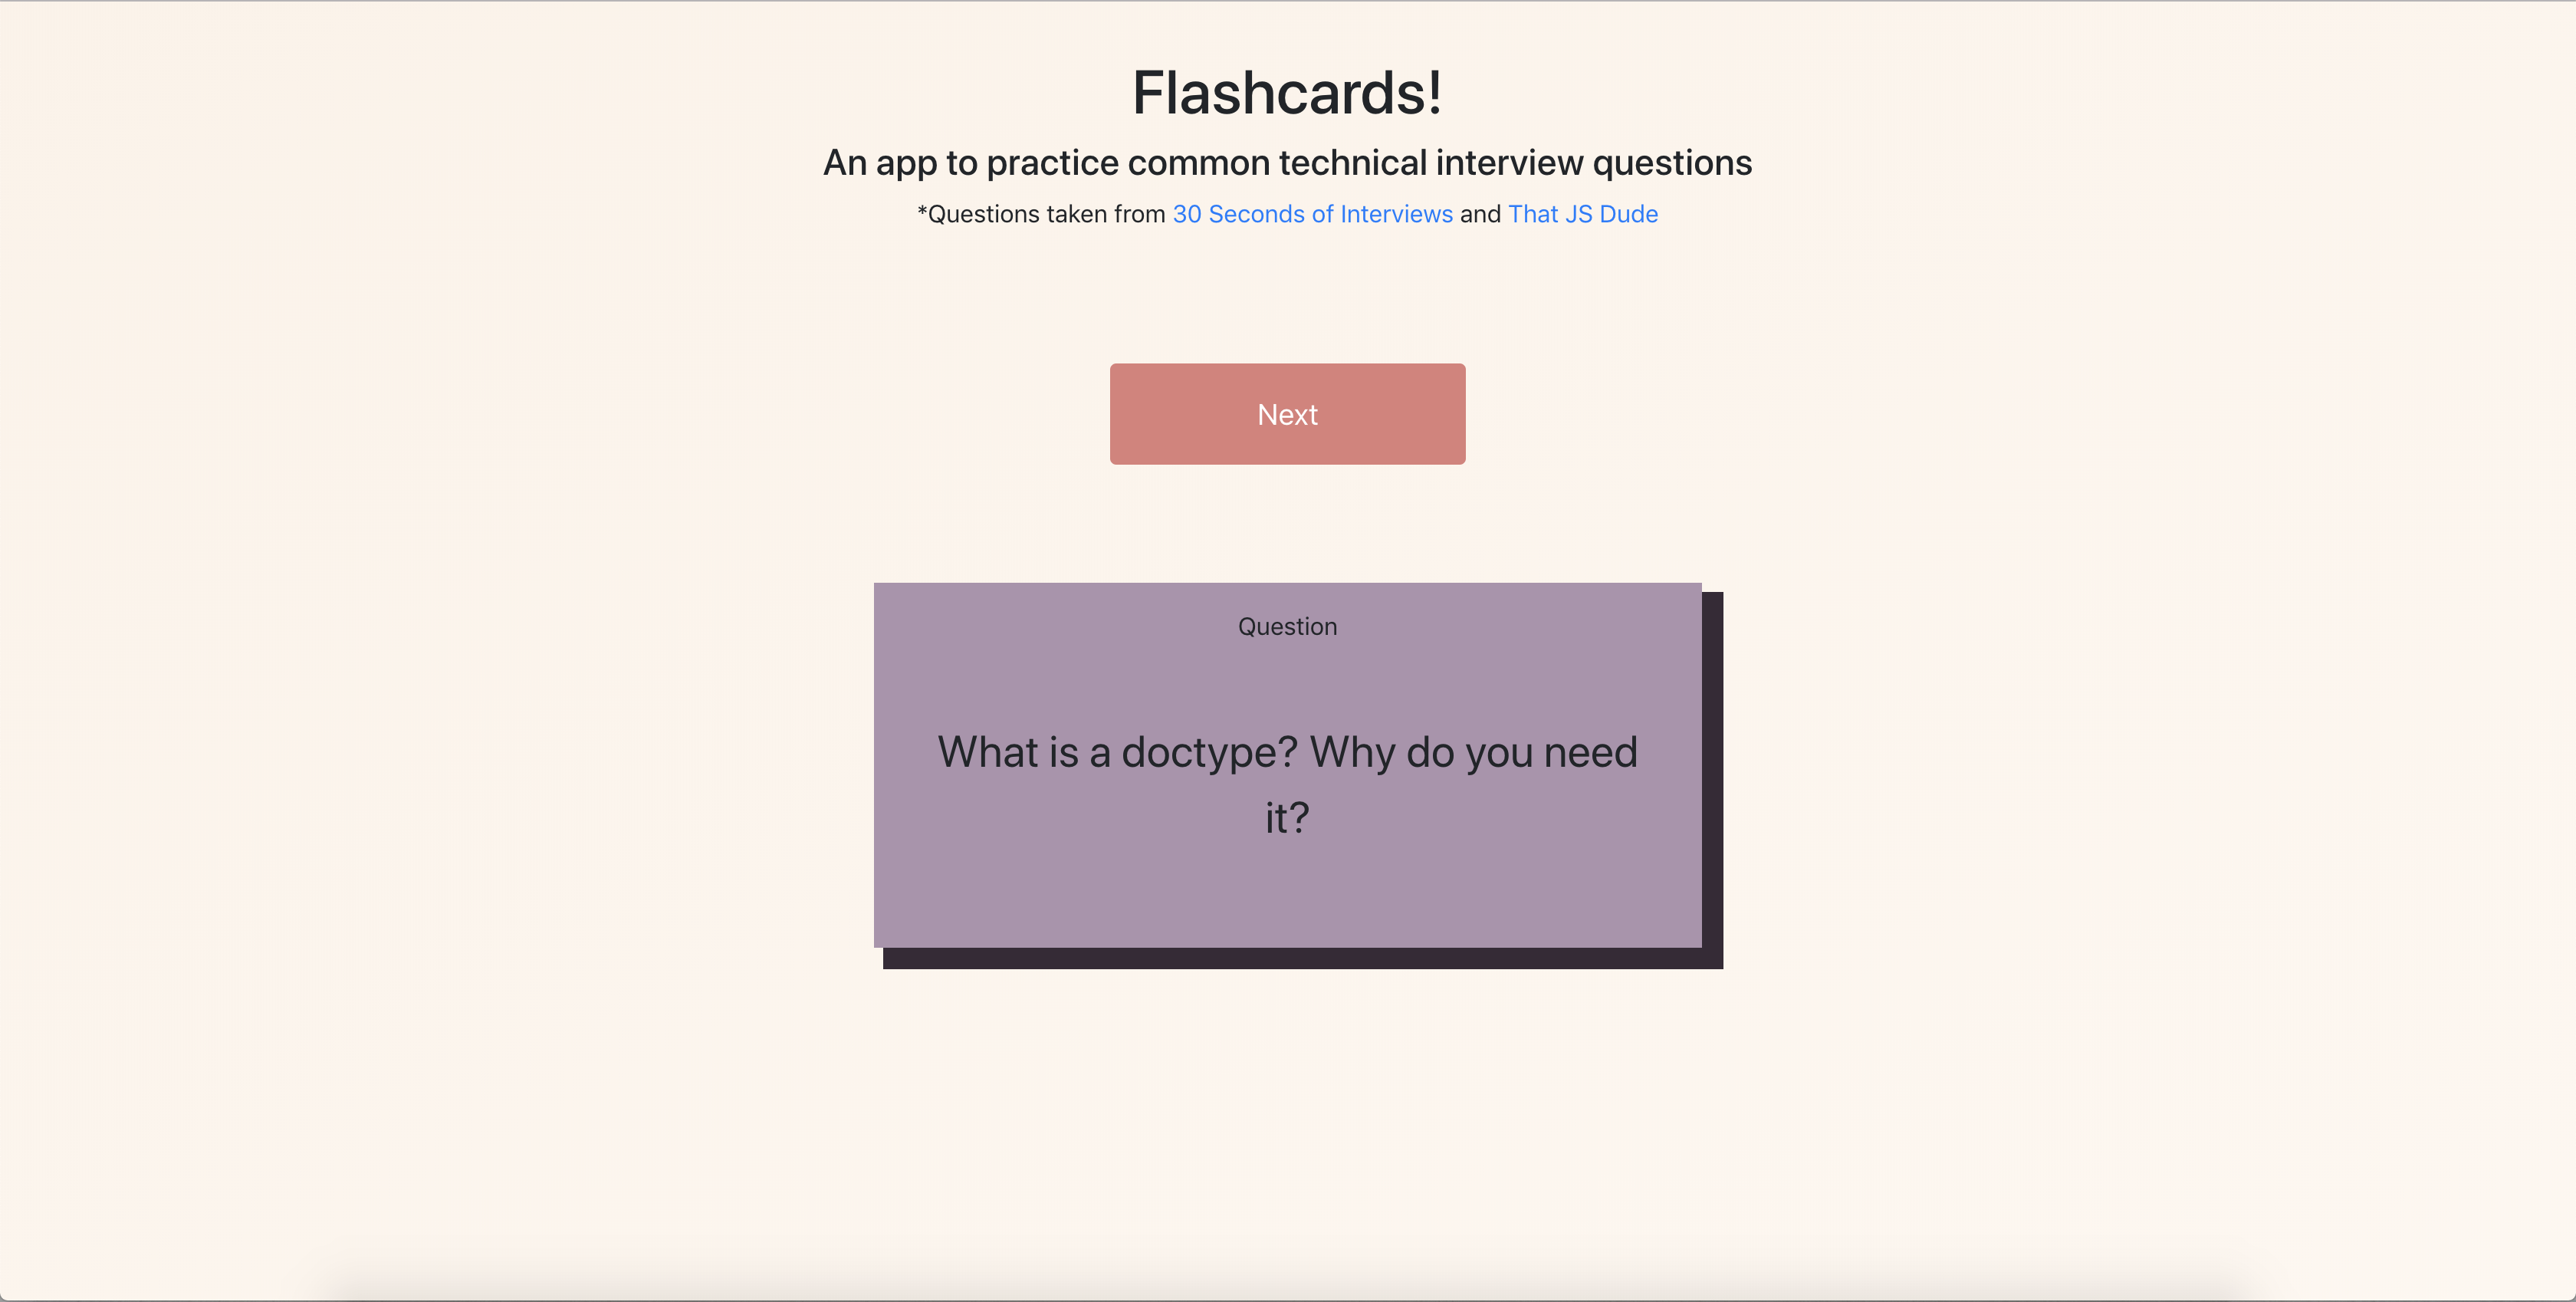 Flashcards!
An app to practice common technical interview questions
*Questions taken from 30 Seconds of Interviews and That JS Dude
Next
Question
What is a doctype? Why do you need
it?